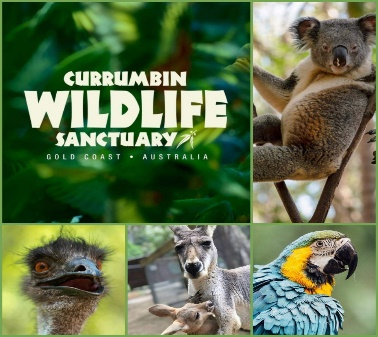 CURRUMBIN
WILDLIFE
SANCTUARY
GOLD COAST • AUSTRALIA